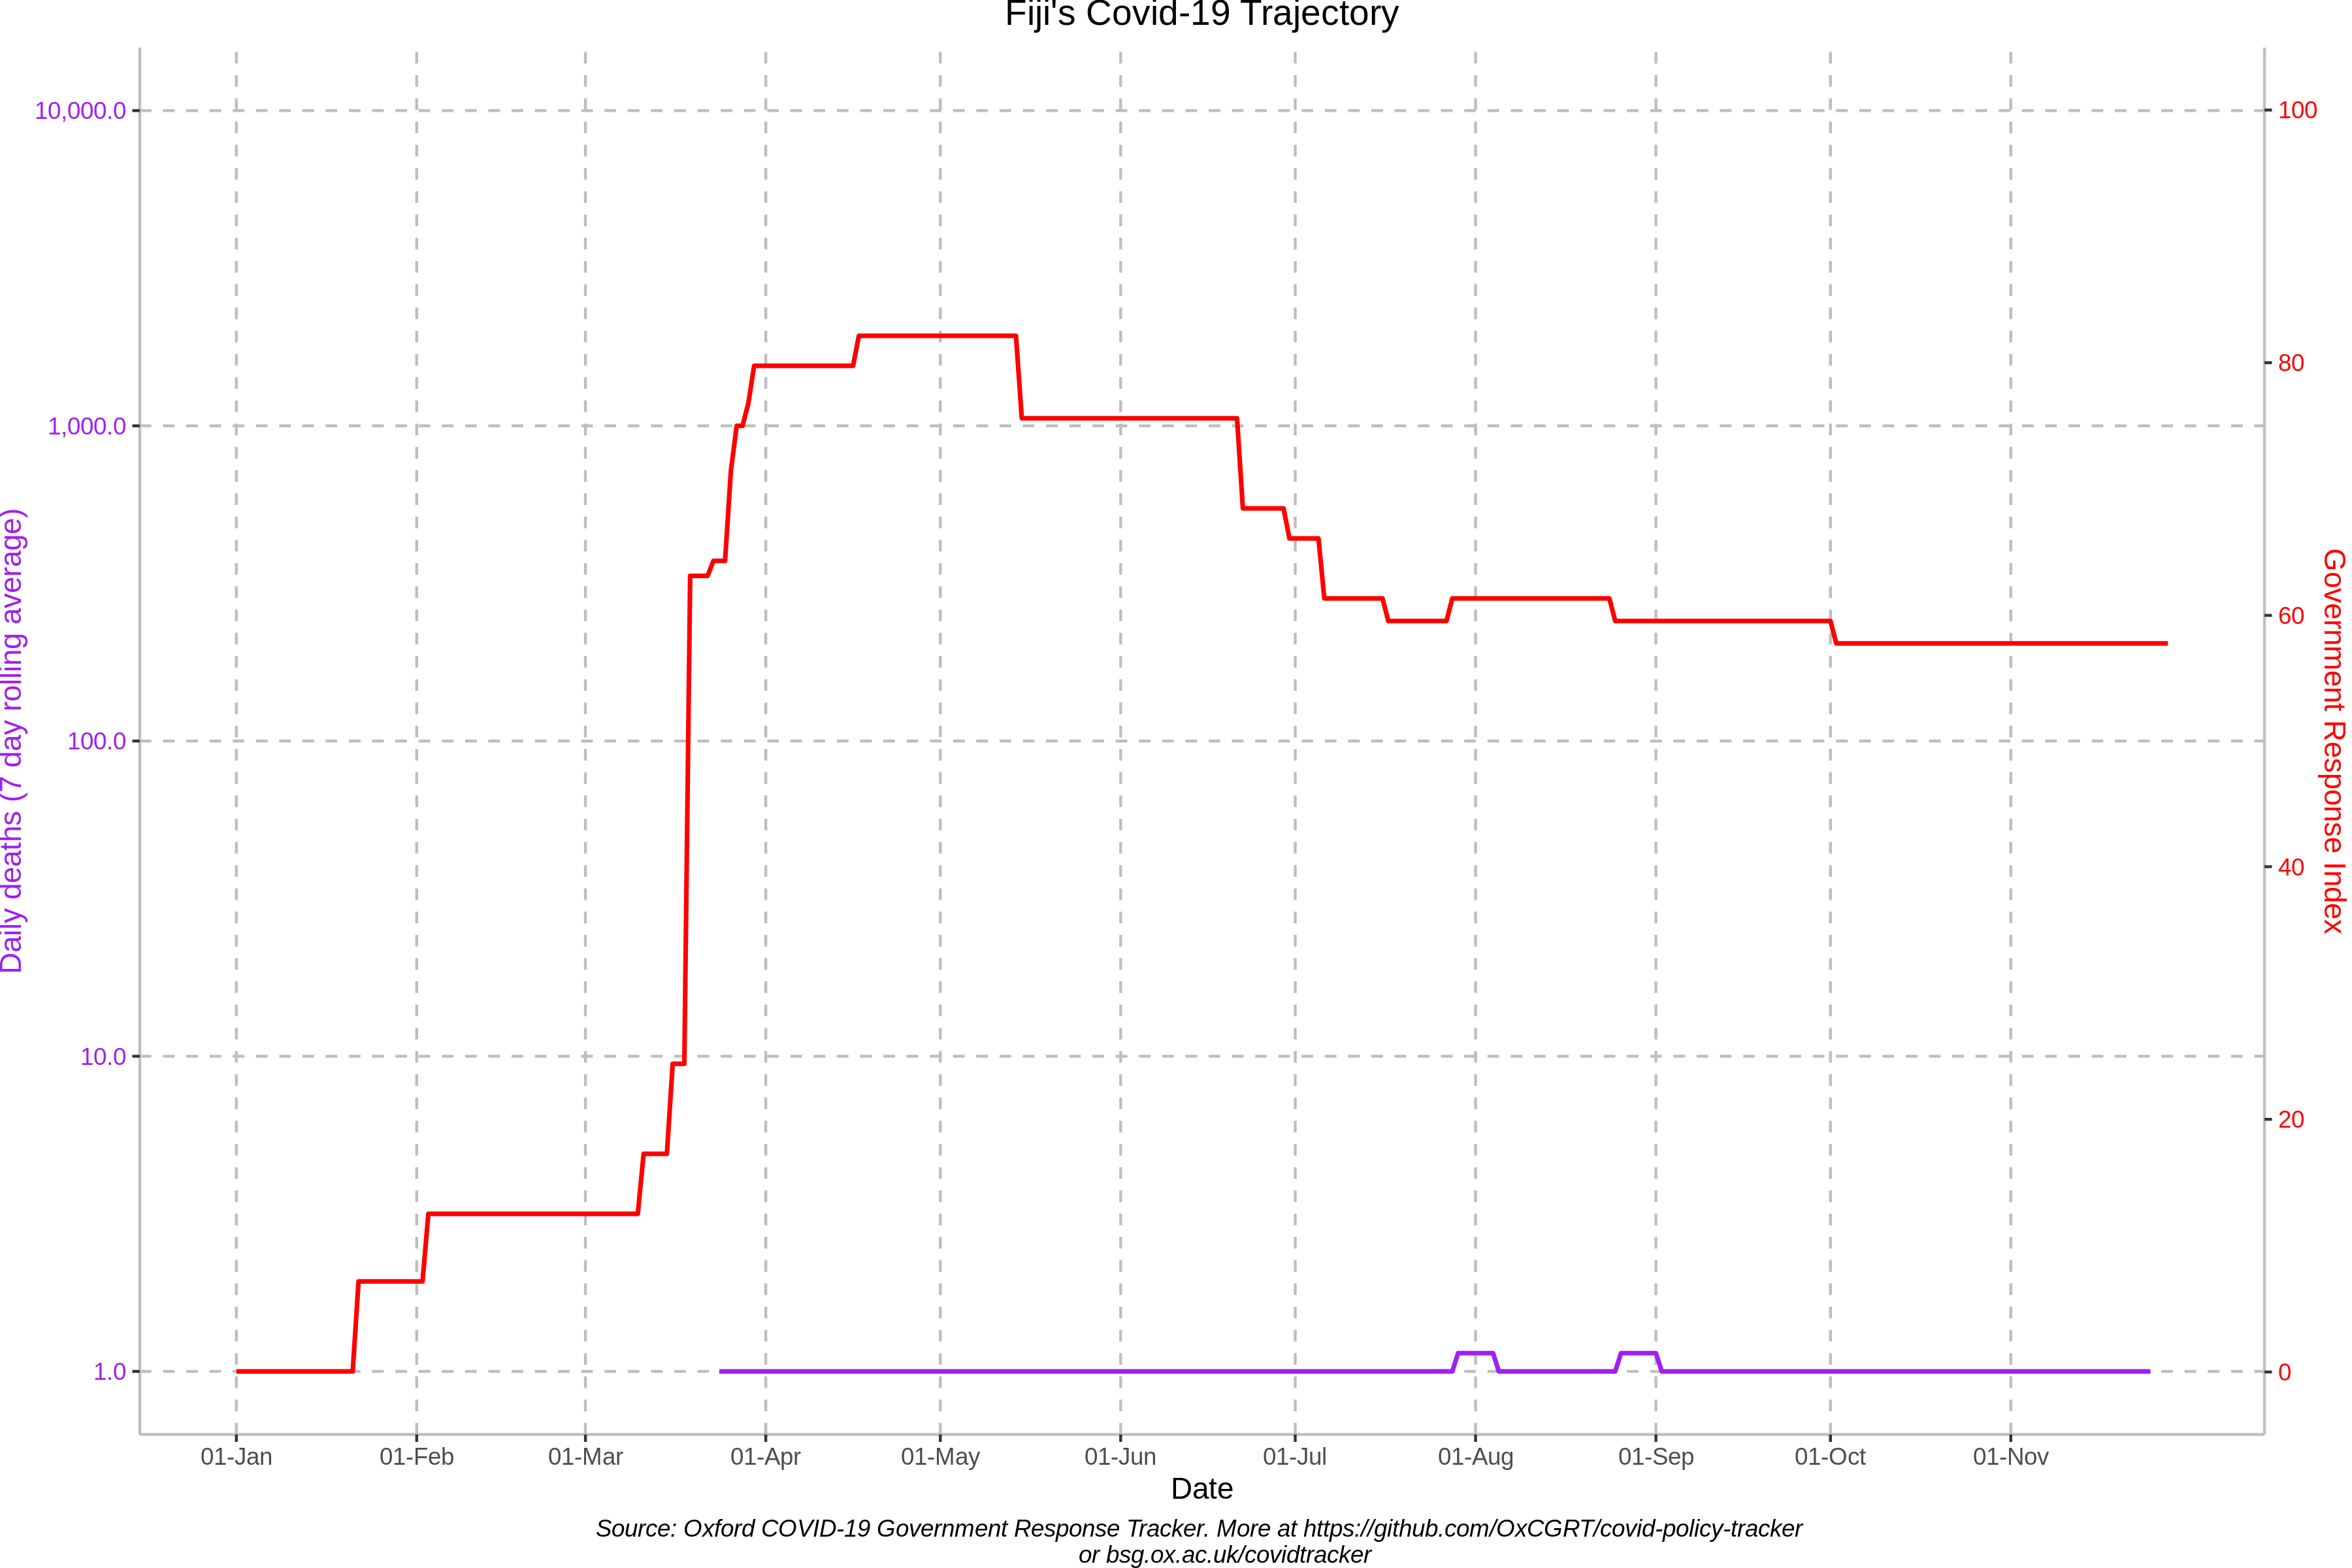 Fiji's Covid-19 Trajectory
10,000.0
1,000.0
100.0
10.0
1.0
Daily deaths (7 day rolling average)
100
80
60
40
20
0
Government Response Index
01-Jan 01-Feb 01-Mar 01-Apr 01-May 01-Jun 01-Jul 01-Aug 01-Sep 01-Oct 01-Nov
Date
Source: Oxford COVID-19 Government Response Tracker. More at https://github.com/OxCGRT/covid-policy-tracker
or bsg.ox.ac.uk/covidtracker